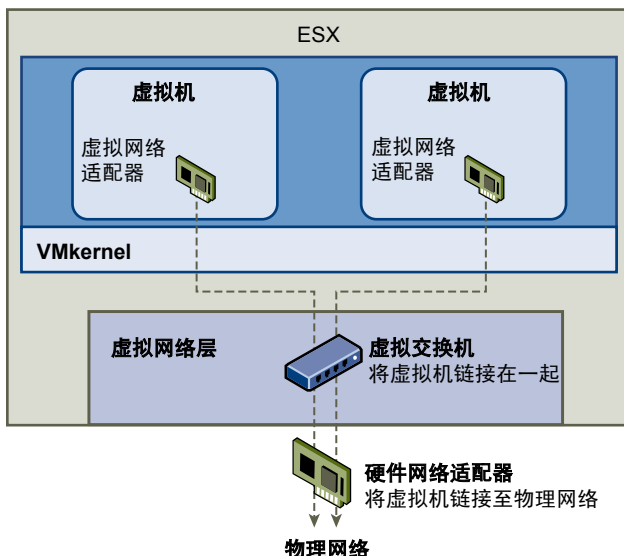 ESX
虚拟机
虚拟网络
适配器
虚拟机
虚拟网络
适配器
VMkernel
虚拟网络层
虚拟交换机
将虚拟机链接在一起
硬件网络适配器
将虚拟机链接至物理网络
物理网络